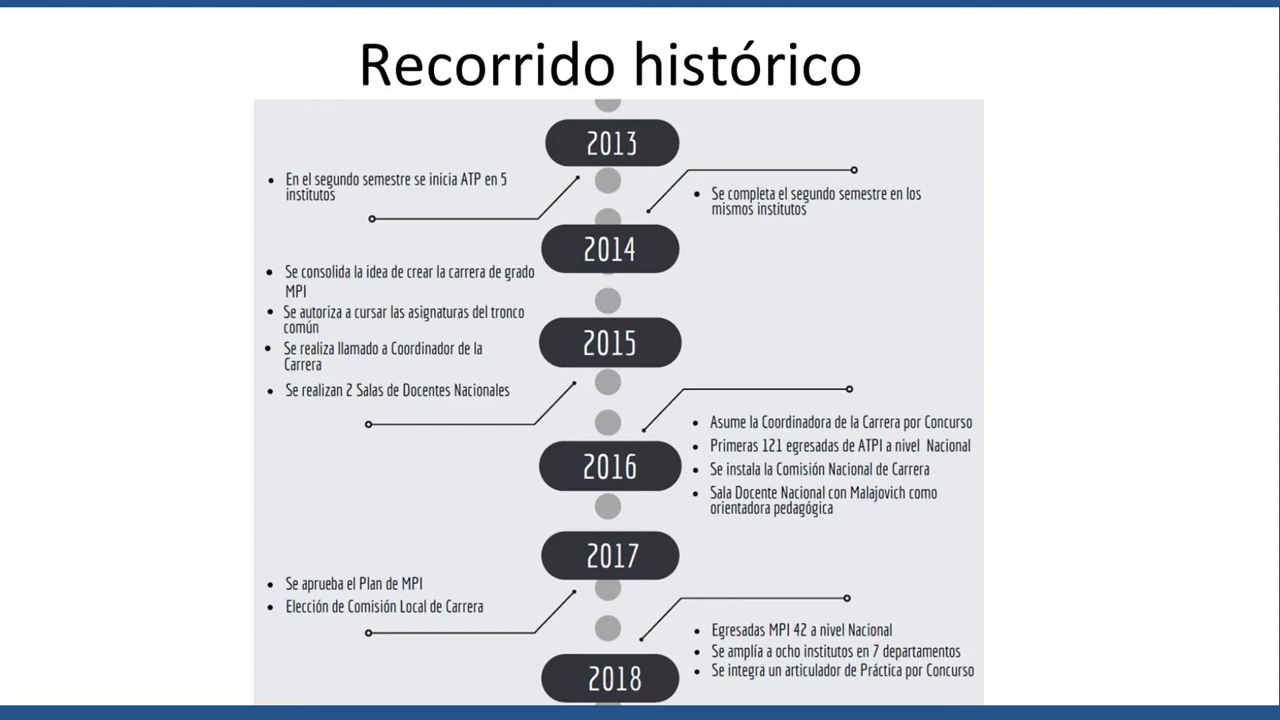 Recorrido histórico
2013
• En el segundo semestre se inicia ATP en 5
institutos
• Se completa el segundo semestre en los
mismos institutos
2014
• Se consolida la idea de crear la carrera de grado
MPI
• Se autoriza a cursar las asignaturas del tronco
común
• Se realiza llamado a Coordinador de la
Carrera
• Se realizan 2 Salas de Docentes Nacionales
2015
• Asume la Coordinadora de la Carrera por Concurso
• Primeras 121 egresadas de ATPI a nivel Nacional
• Se instala la Comisión Nacional de Carrera
• Sala Docente Nacional con Malajovich como
orientadora pedagógica
2016
2017
• Se aprueba el Plan de MPI
• Elección de Comisión Local de Carrera
• Egresadas MPI 42 a nivel Nacional
• Se amplía a ocho institutos en 7 departamentos
• Se integra un articulador de Práctica por Concurso
2018